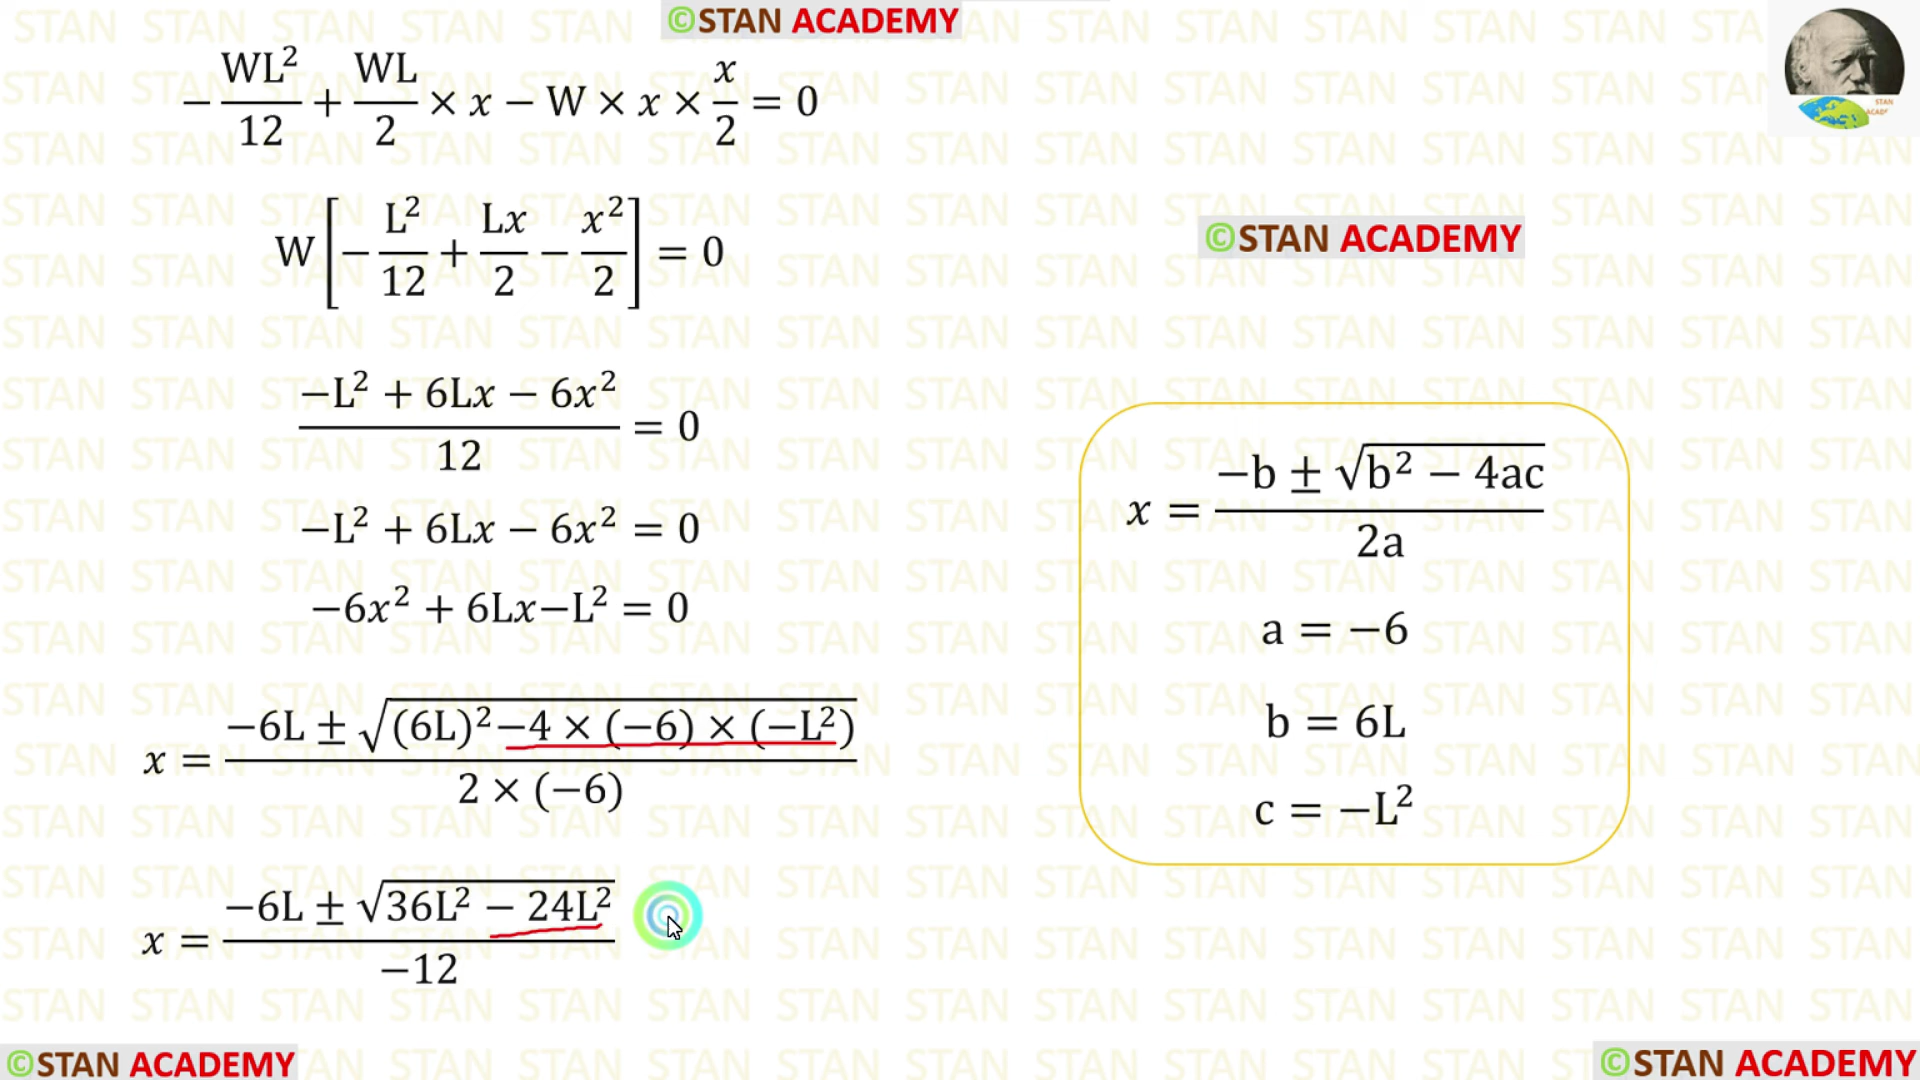 ©STAN ACADEMY
−WL²/12 + WL/2 × x − W × x × x/2 = 0
W[−L²/12 + Lx/2 − x²/2] = 0
©STAN ACADEMY
(−L² + 6Lx − 6x²)/12 = 0
−L² + 6Lx − 6x² = 0
−6x² + 6Lx−L² = 0
x = (−6L ± √((6L)²−4 × (−6) × (−L²)))/(2 × (−6))
x = (−6L ± √(36L² − 24L²))/(−12)
x = (−b ± √(b² − 4ac))/(2a)
a = −6
b = 6L
c = −L²
©STAN ACADEMY
©STAN ACADEMY